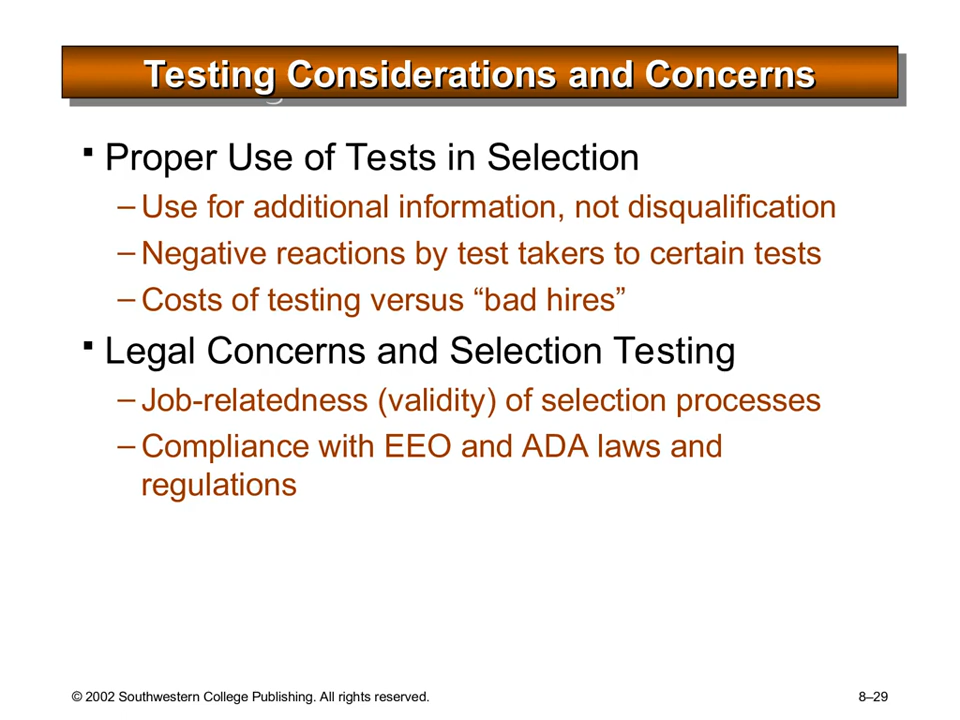 Testing Considerations and Concerns
▪ Proper Use of Tests in Selection
– Use for additional information, not disqualification
– Negative reactions by test takers to certain tests
– Costs of testing versus “bad hires”
▪ Legal Concerns and Selection Testing
– Job-relatedness (validity) of selection processes
– Compliance with EEO and ADA laws and
regulations
© 2002 Southwestern College Publishing. All rights reserved.
8–29